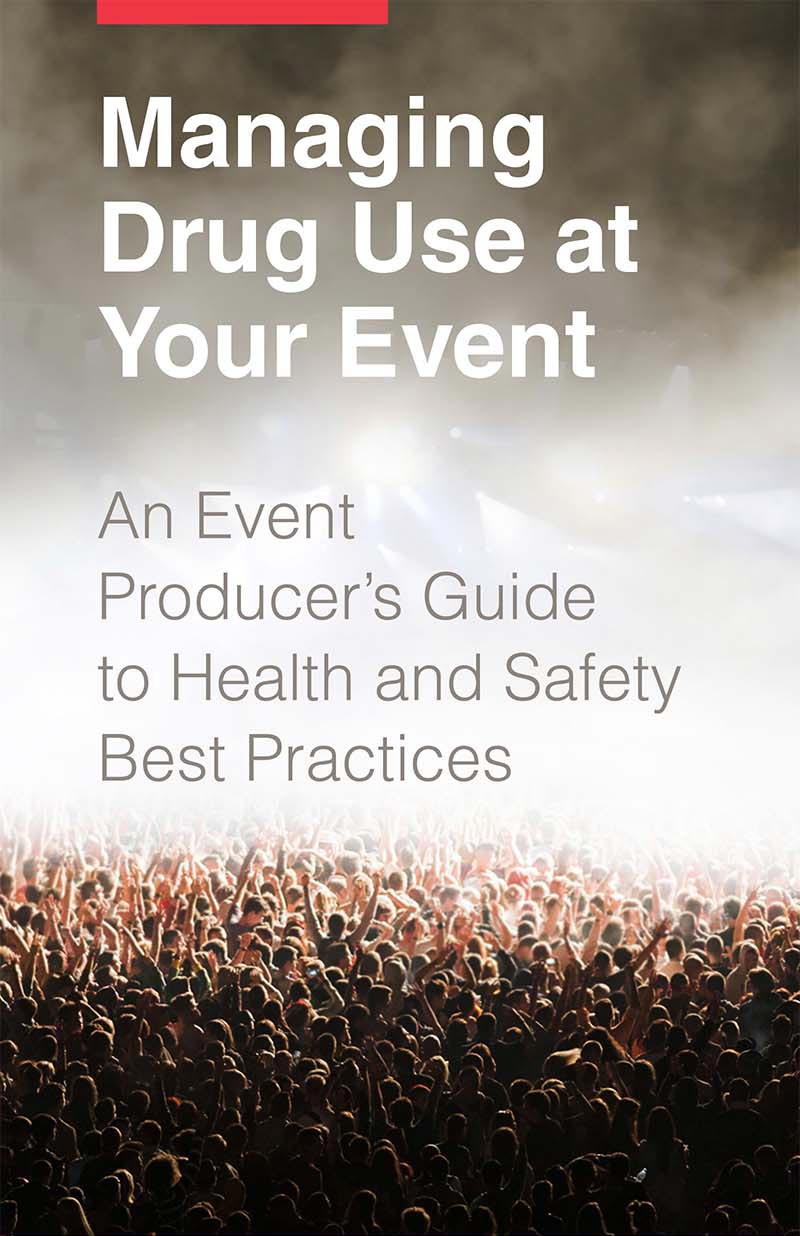 Managing
Drug Use at
Your Event
An Event
Producer’s Guide
to Health and Safety
Best Practices